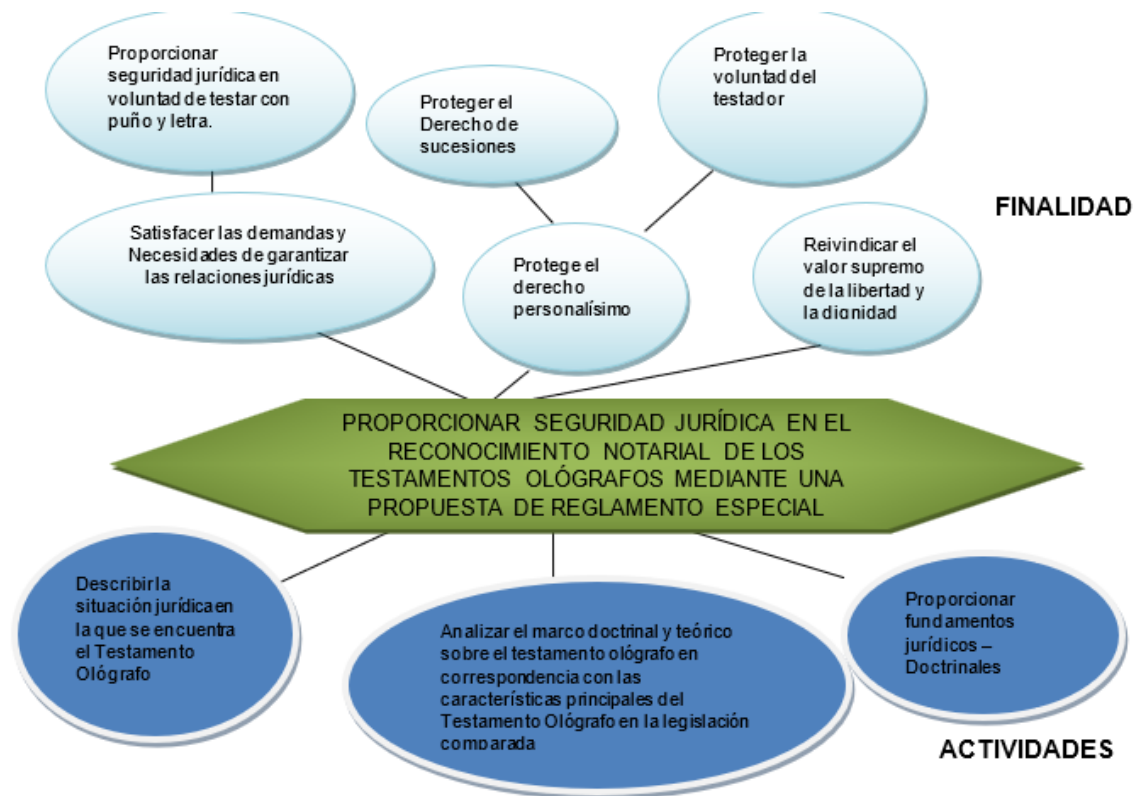 Proporcionar
seguridad jurídica en
voluntad de testar con
puño y letra.
Proteger el
Derecho de
sucesiones
Proteger la
voluntad del
testador
FINALIDAD
Satisfacer las demandas y
Necesidades de garantizar
las relaciones jurídicas
Protege el
derecho
personalísimo
Reivindicar el
valor supremo
de la libertad y
la dignidad
PROPORCIONAR SEGURIDAD JURÍDICA EN EL
RECONOCIMIENTO NOTARIAL DE LOS
TESTAMENTOS OLÓGRAFOS MEDIANTE UNA
PROPUESTA DE REGLAMENTO ESPECIAL
Describir la
situación jurídica en
la que se encuentra
el Testamento
Ológrafo
Analizar el marco doctrinal y teórico
sobre el testamento ológrafo en
correspondencia con las
características principales del
Testamento Ológrafo en la legislación
comparada
Proporcionar
fundamentos
jurídicos –
Doctrinales
ACTIVIDADES